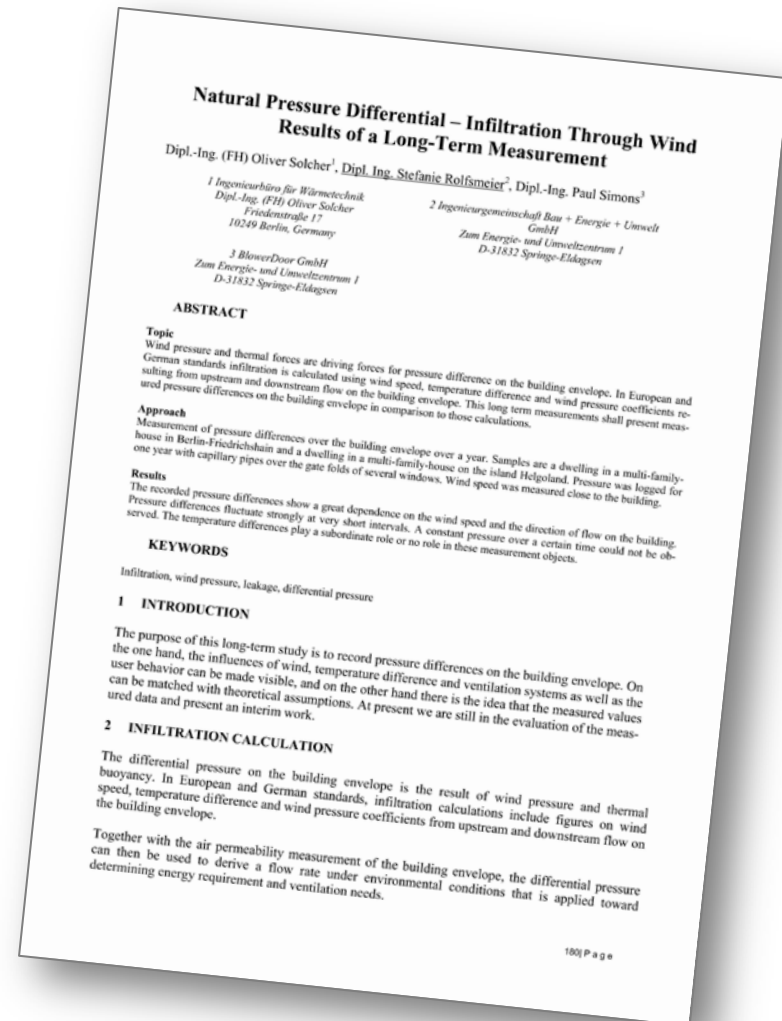 Natural Pressure Differential – Infiltration Through Wind
Results of a Long-Term Measurement
Dipl.-Ing. (FH) Oliver Solcher1, Dipl. Ing. Stefanie Rolfsmeier2, Dipl.-Ing. Paul Simons3
1 Ingenieurbüro für Wärmetechnik
Dipl.-Ing. (FH) Oliver Solcher
Friedenstraße 17
10249 Berlin, Germany
2 Ingenieurgemeinschaft Bau + Energie + Umwelt
GmbH
Zum Energie- und Umweltzentrum 1
D-31832 Springe-Eldagsen
3 BlowerDoor GmbH
Zum Energie- und Umweltzentrum 1
D-31832 Springe-Eldagsen
ABSTRACT
Topic
Wind pressure and thermal forces are driving forces for pressure difference on the building envelope. In European and
German standards infiltration is calculated using wind speed, temperature difference and wind pressure coefficients re-
sulting from upstream and downstream flow on the building envelope. This long term measurements shall present meas-
ured pressure differences on the building envelope in comparison to those calculations.
Approach
Measurement of pressure differences over the building envelope over a year. Samples are a dwelling in a multi-family-
house in Berlin-Friedrichshain and a dwelling in a multi-family-house on the island Helgoland. Pressure was logged for
one year with capillary pipes over the gate folds of several windows. Wind speed was measured close to the building.
Results
The recorded pressure differences show a great dependence on the wind speed and the direction of flow on the building.
Pressure differences fluctuate strongly at very short intervals. A constant pressure over a certain time could not be ob-
served. The temperature differences play a subordinate role or no role in these measurement objects.
KEYWORDS
Infiltration, wind pressure, leakage, differential pressure
1 INTRODUCTION
The purpose of this long-term study is to record pressure differences on the building envelope. On
the one hand, the influences of wind, temperature difference and ventilation systems as well as the
user behavior can be made visible, and on the other hand there is the idea that the measured values
can be matched with theoretical assumptions. At present we are still in the evaluation of the meas-
ured data and present an interim work.
2 INFILTRATION CALCULATION
The differential pressure on the building envelope is the result of wind pressure and thermal
buoyancy. In European and German standards, infiltration calculations include figures on wind
speed, temperature difference and wind pressure coefficients from upstream and downstream flow on
the building envelope.
Together with the air permeability measurement of the building envelope, the differential pressure
can then be used to derive a flow rate under environmental conditions that is applied toward
determining energy requirement and ventilation needs.
180| P a g e